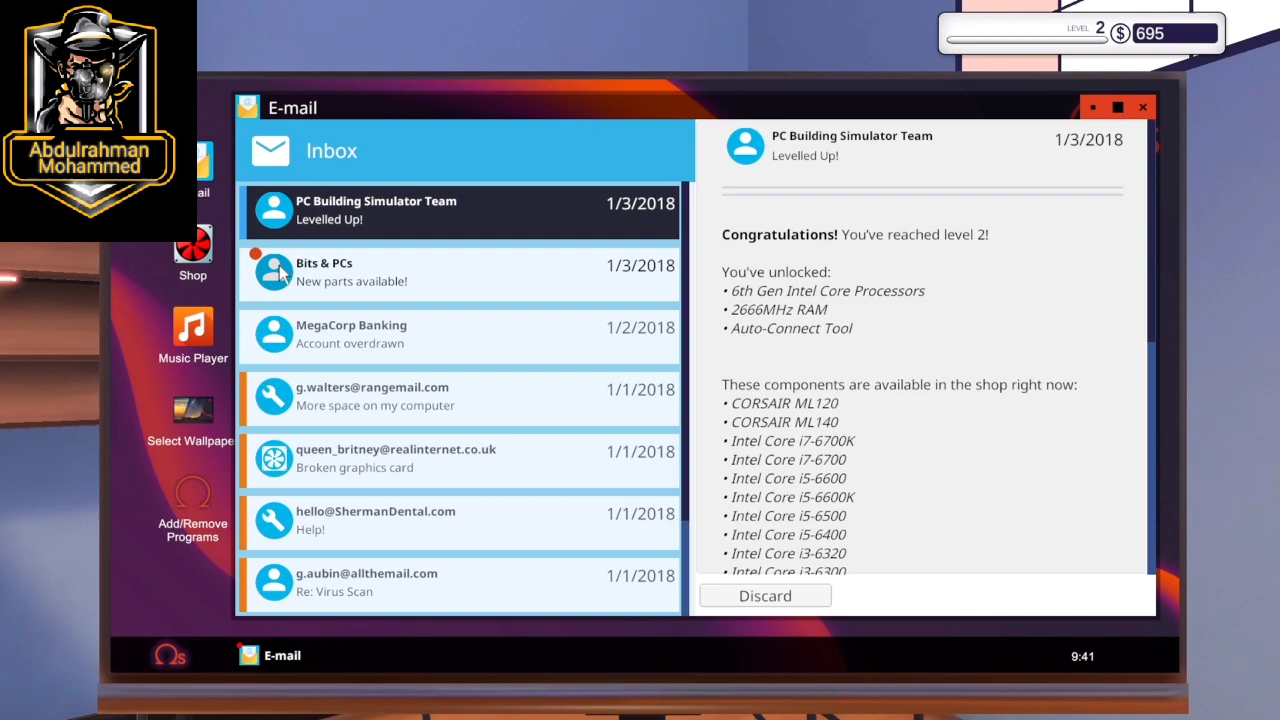 Abdulrahman
Mohammed
LEVEL 2 $ 695
E-mail
Inbox
PC Building Simulator Team 1/3/2018
Levelled Up!
Bits & PCs 1/3/2018
New parts available!
MegaCorp Banking 1/2/2018
Account overdrawn
g.walters@rangemail.com 1/1/2018
More space on my computer
queen_britney@realinternet.co.uk 1/1/2018
Broken graphics card
hello@ShermanDental.com 1/1/2018
Help!
g.aubin@allthemail.com 1/1/2018
Re: Virus Scan
PC Building Simulator Team 1/3/2018
Levelled Up!
Congratulations! You've reached level 2!
You've unlocked:
• 6th Gen Intel Core Processors
• 2666MHz RAM
• Auto-Connect Tool
These components are available in the shop right now:
• CORSAIR ML120
• CORSAIR ML140
• Intel Core i7-6700K
• Intel Core i7-6700
• Intel Core i5-6600
• Intel Core i5-6600K
• Intel Core i5-6500
• Intel Core i5-6400
• Intel Core i3-6320
• Intel Core i3-6300
Discard
ail
Shop
Music Player
Select Wallpape
Add/Remove
Programs
Ωs
E-mail
9:41